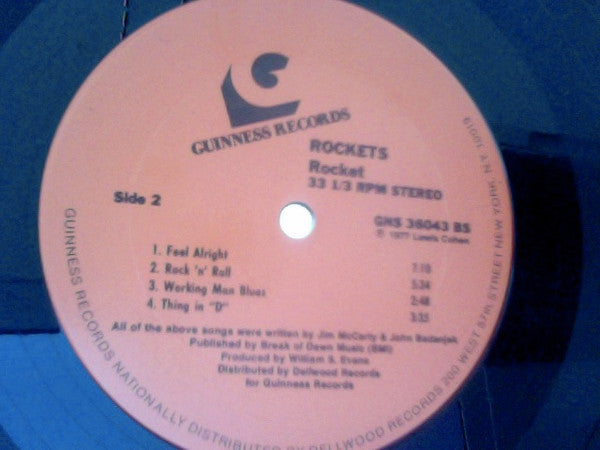 GUINNESS RECORDS
ROCKETS
Rocket
33 1/3 RPM STEREO
Side 2
GNS 36043 BS
℗ 1977 Lewis Cohen
1. Feel Alright 7:10
2. Rock 'n' Roll 5:34
3. Working Man Blues 2:48
4. Thing in "D" 3:35
All of the above songs were written by Jim McCarty & John Badanjek
Published by Break of Dawn Music (BMI)
Produced by William S. Evans
Distributed by Dellwood Records
for Guinness Records
GUINNESS RECORDS NATIONALLY DISTRIBUTED BY DELLWOOD RECORDS 200 WEST 57th STREET NEW YORK, N.Y. 10019